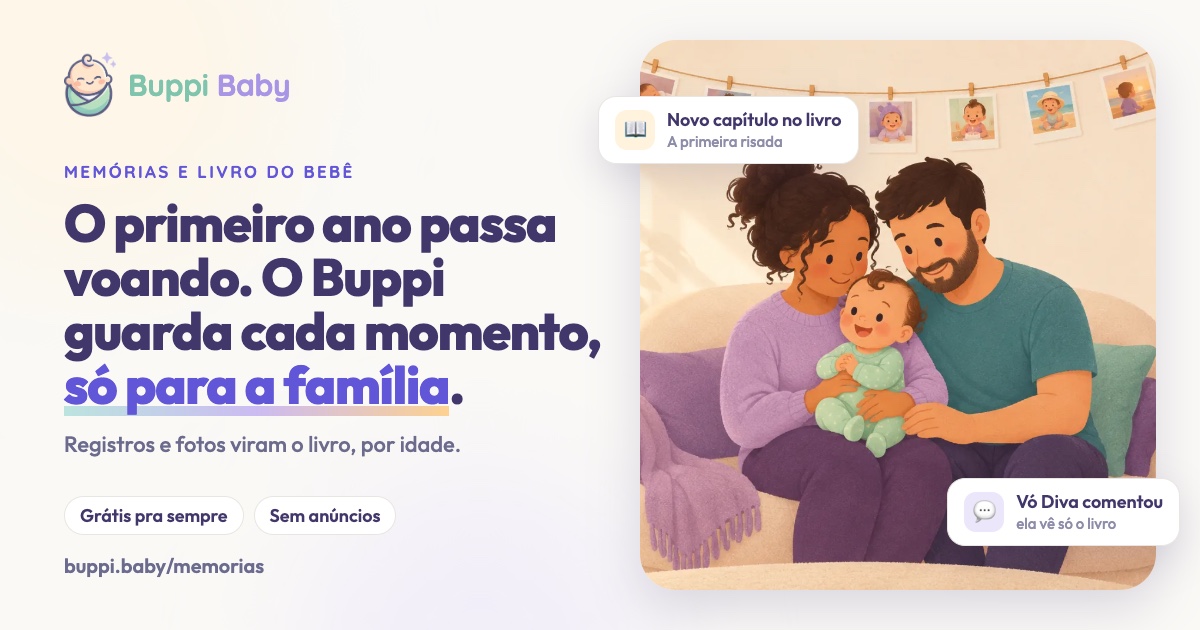 Buppi Baby
MEMÓRIAS E LIVRO DO BEBÊ
O primeiro ano passa
voando. O Buppi
guarda cada momento,
só para a família.
Registros e fotos viram o livro, por idade.
Grátis pra sempre
Sem anúncios
buppi.baby/memorias
Novo capítulo no livro
A primeira risada
Vó Diva comentou
ela vê só o livro